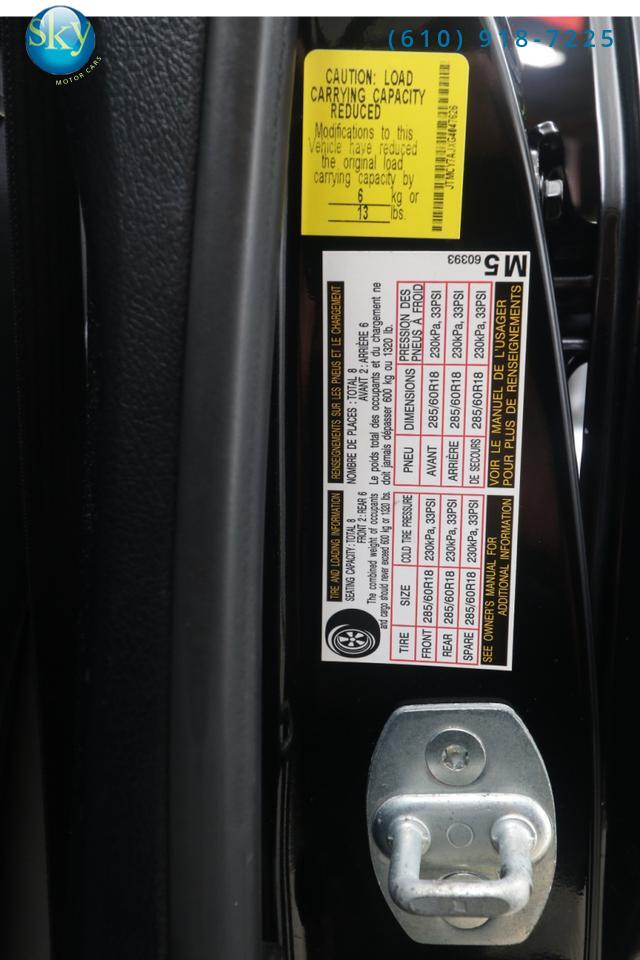 Sky
MOTOR CARS
(610) 918-7225
CAUTION: LOAD
CARRYING CAPACITY
REDUCED
Modifications to this
Vehicle have reduced
the original load
carrying capacity by
6 kg or
13 lbs.
TIRE AND LOADING INFORMATION
SEATING CAPACITY: TOTAL 8
FRONT 2: REAR 6
The combined weight of occupants
and cargo should never exceed 600 kg or 1320 lbs.
TIRE SIZE COLD TIRE PRESSURE
FRONT 285/60R18 230kPa, 33PSI
REAR 285/60R18 230kPa, 33PSI
SPARE 285/60R18 230kPa, 33PSI
SEE OWNER'S MANUAL FOR
ADDITIONAL INFORMATION
RENSEIGNEMENTS SUR LES PNEUS ET LE CHARGEMENT
NOMBRE DE PLACES : TOTAL 8
AVANT 2 : ARRIÈRE 6
Le poids total des occupants et du chargement ne
doit jamais dépasser 600 kg ou 1320 lb.
PNEU DIMENSIONS PRESSION DES
PNEUS À FROID
AVANT 285/60R18 230kPa, 33PSI
ARRIÈRE 285/60R18 230kPa, 33PSI
DE SECOURS 285/60R18 230kPa, 33PSI
VOIR LE MANUEL DE L'USAGER
POUR PLUS DE RENSEIGNEMENTS
M5
60393